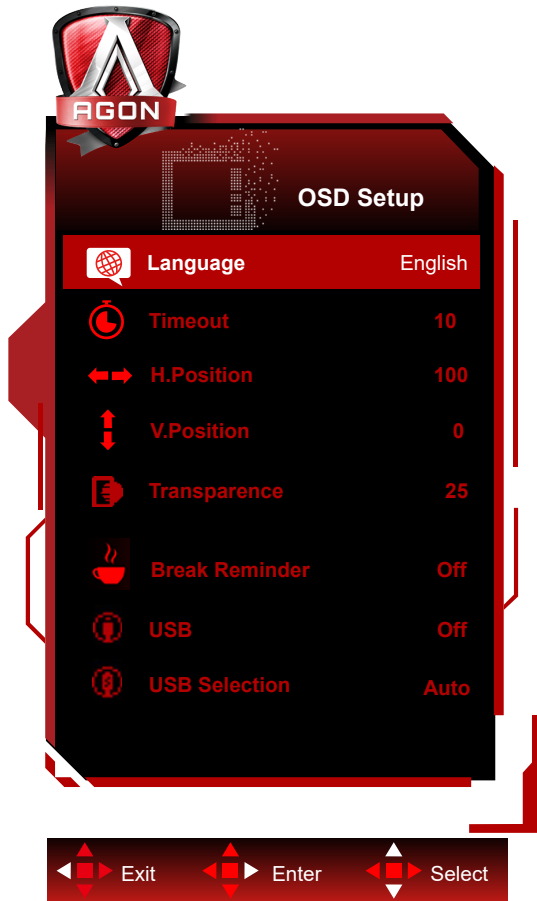 AGON
OSD Setup
Language English
Timeout 10
H.Position 100
V.Position 0
Transparence 25
Break Reminder Off
USB Off
USB Selection Auto
Exit Enter Select